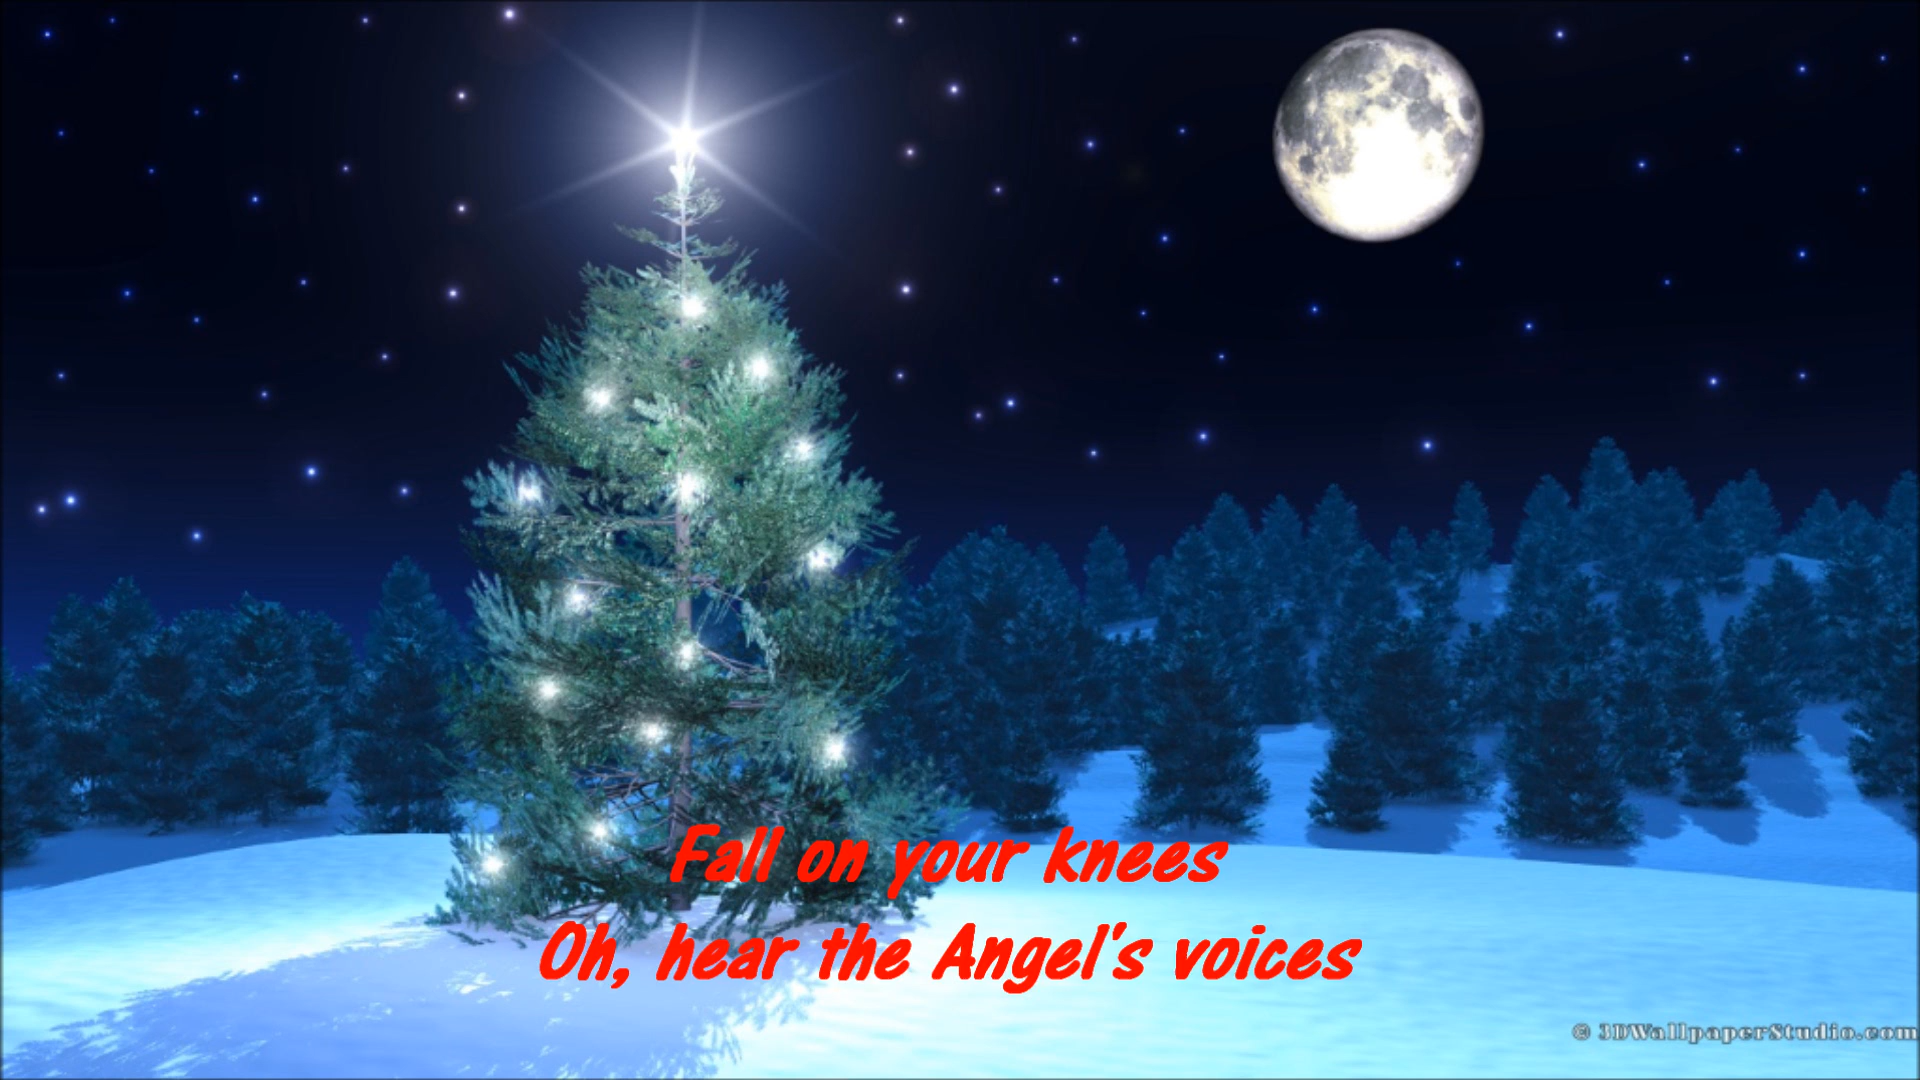 Fall on your knees
Oh, hear the Angel's voices
© 3DWallpaperStudio.com